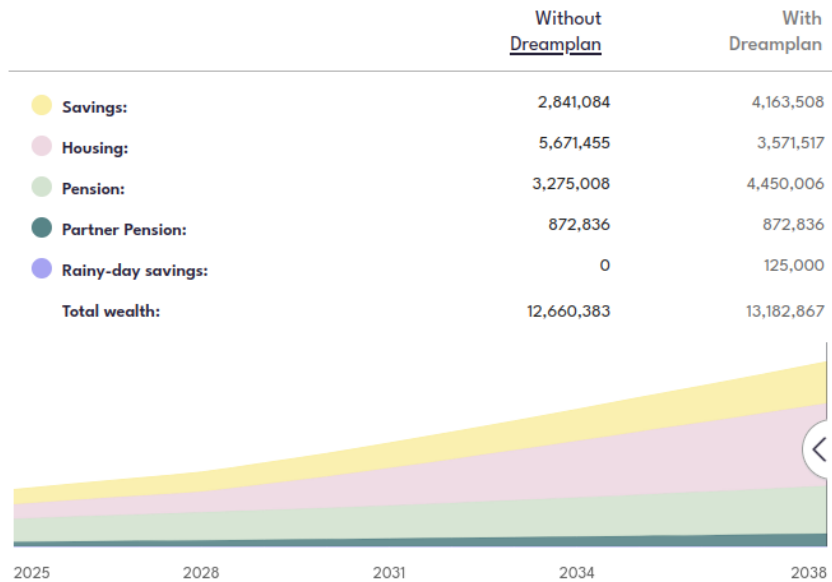 Without With
Dreamplan Dreamplan
Savings: 2,841,084 4,163,508
Housing: 5,671,455 3,571,517
Pension: 3,275,008 4,450,006
Partner Pension: 872,836 872,836
Rainy-day savings: 0 125,000
Total wealth: 12,660,383 13,182,867
2025 2028 2031 2034 2038